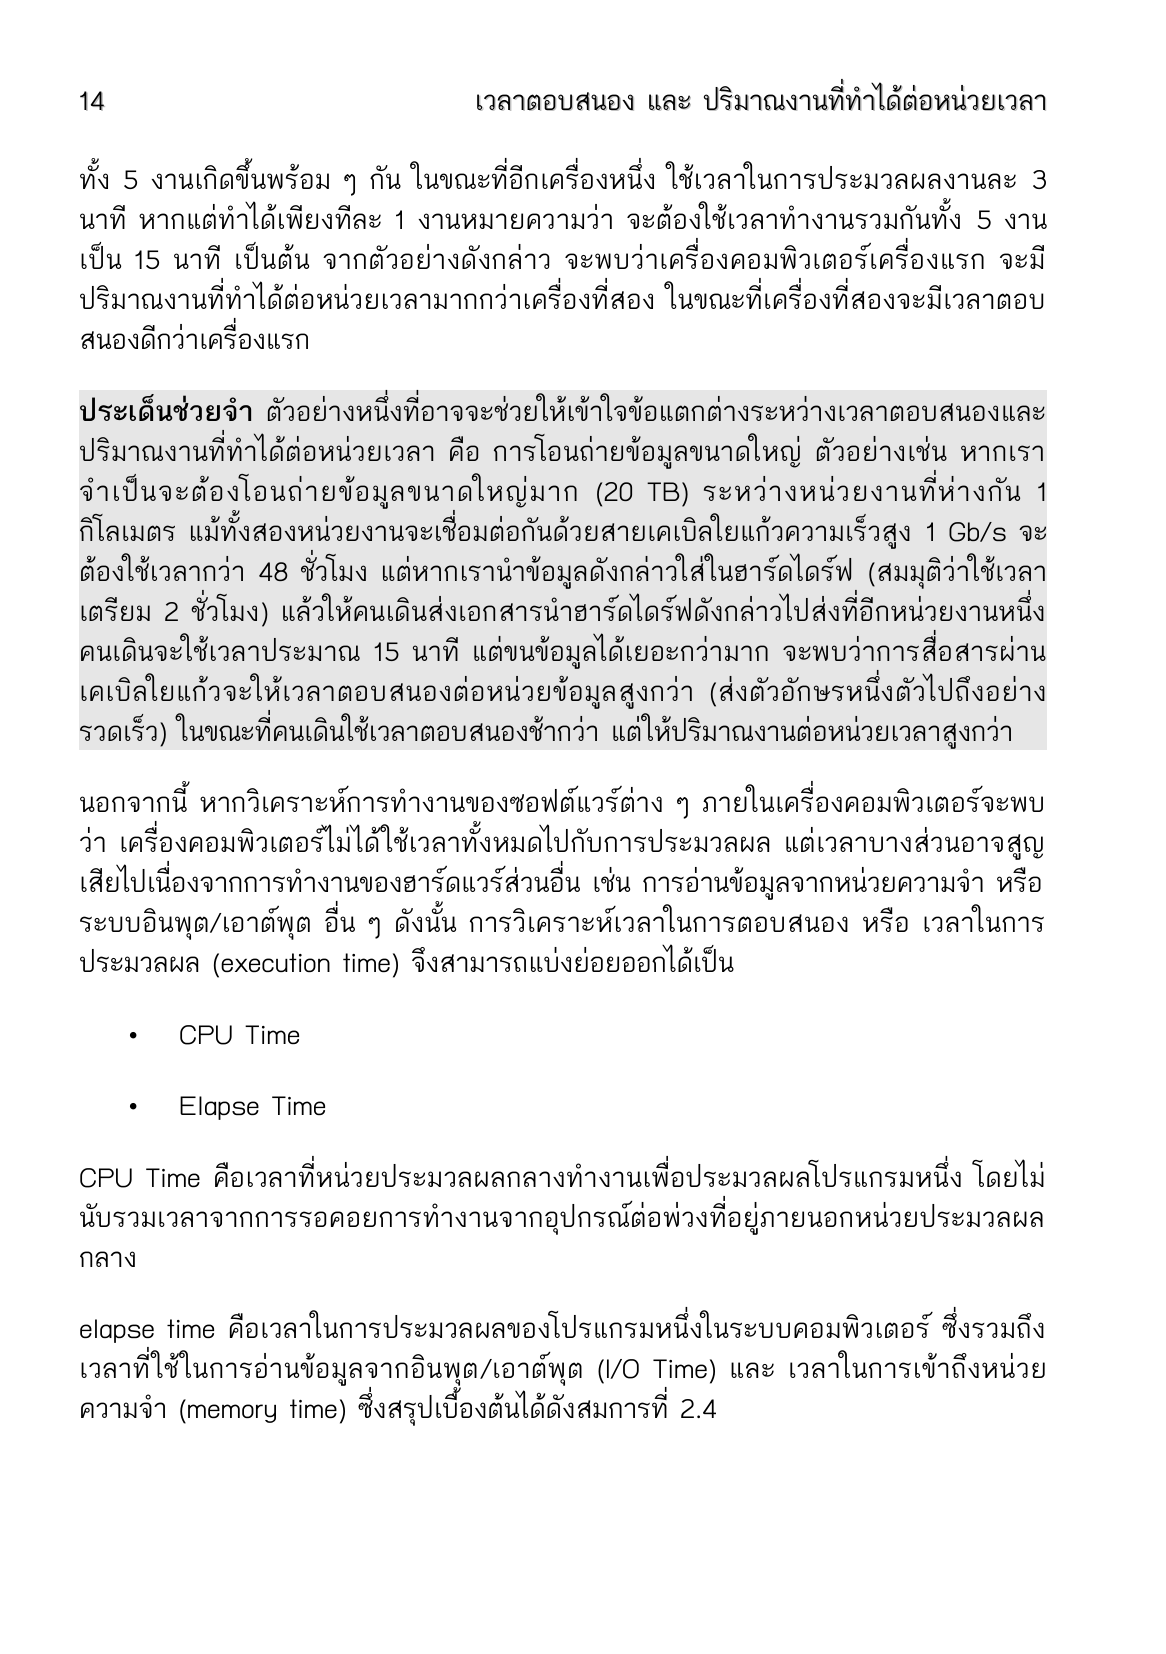 14 เวลาตอบสนอง และ ปริมาณงานที่ทำได้ต่อหน่วยเวลา
ทั้ง 5 งานเกิดขึ้นพร้อม ๆ กัน ในขณะที่อีกเครื่องหนึ่ง ใช้เวลาในการประมวลผลงานละ 3
นาที หากแต่ทำได้เพียงทีละ 1 งานหมายความว่า จะต้องใช้เวลาทำงานรวมกันทั้ง 5 งาน
เป็น 15 นาที เป็นต้น จากตัวอย่างดังกล่าว จะพบว่าเครื่องคอมพิวเตอร์เครื่องแรก จะมี
ปริมาณงานที่ทำได้ต่อหน่วยเวลามากกว่าเครื่องที่สอง ในขณะที่เครื่องที่สองจะมีเวลาตอบ
สนองดีกว่าเครื่องแรก
ประเด็นช่วยจำ ตัวอย่างหนึ่งที่อาจจะช่วยให้เข้าใจข้อแตกต่างระหว่างเวลาตอบสนองและ
ปริมาณงานที่ทำได้ต่อหน่วยเวลา คือ การโอนถ่ายข้อมูลขนาดใหญ่ ตัวอย่างเช่น หากเรา
จำเป็นจะต้องโอนถ่ายข้อมูลขนาดใหญ่มาก (20 TB) ระหว่างหน่วยงานที่ห่างกัน 1
กิโลเมตร แม้ทั้งสองหน่วยงานจะเชื่อมต่อกันด้วยสายเคเบิลใยแก้วความเร็วสูง 1 Gb/s จะ
ต้องใช้เวลากว่า 48 ชั่วโมง แต่หากเรานำข้อมูลดังกล่าวใส่ในฮาร์ดไดร์ฟ (สมมุติว่าใช้เวลา
เตรียม 2 ชั่วโมง) แล้วให้คนเดินส่งเอกสารนำฮาร์ดไดร์ฟดังกล่าวไปส่งที่อีกหน่วยงานหนึ่ง
คนเดินจะใช้เวลาประมาณ 15 นาที แต่ขนข้อมูลได้เยอะกว่ามาก จะพบว่าการสื่อสารผ่าน
เคเบิลใยแก้วจะให้เวลาตอบสนองต่อหน่วยข้อมูลสูงกว่า (ส่งตัวอักษรหนึ่งตัวไปถึงอย่าง
รวดเร็ว) ในขณะที่คนเดินใช้เวลาตอบสนองช้ากว่า แต่ให้ปริมาณงานต่อหน่วยเวลาสูงกว่า
นอกจากนี้ หากวิเคราะห์การทำงานของซอฟต์แวร์ต่าง ๆ ภายในเครื่องคอมพิวเตอร์จะพบ
ว่า เครื่องคอมพิวเตอร์ไม่ได้ใช้เวลาทั้งหมดไปกับการประมวลผล แต่เวลาบางส่วนอาจสูญ
เสียไปเนื่องจากการทำงานของฮาร์ดแวร์ส่วนอื่น เช่น การอ่านข้อมูลจากหน่วยความจำ หรือ
ระบบอินพุต/เอาต์พุต อื่น ๆ ดังนั้น การวิเคราะห์เวลาในการตอบสนอง หรือ เวลาในการ
ประมวลผล (execution time) จึงสามารถแบ่งย่อยออกได้เป็น
• CPU Time
• Elapse Time
CPU Time คือเวลาที่หน่วยประมวลผลกลางทำงานเพื่อประมวลผลโปรแกรมหนึ่ง โดยไม่
นับรวมเวลาจากการรอคอยการทำงานจากอุปกรณ์ต่อพ่วงที่อยู่ภายนอกหน่วยประมวลผล
กลาง
elapse time คือเวลาในการประมวลผลของโปรแกรมหนึ่งในระบบคอมพิวเตอร์ ซึ่งรวมถึง
เวลาที่ใช้ในการอ่านข้อมูลจากอินพุต/เอาต์พุต (I/O Time) และ เวลาในการเข้าถึงหน่วย
ความจำ (memory time) ซึ่งสรุปเบื้องต้นได้ดังสมการที่ 2.4